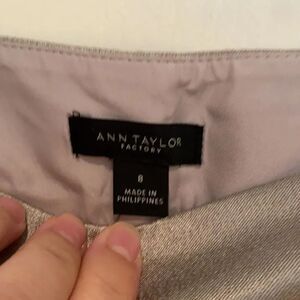 ANN TAYLOR
FACTORY
8
MADE IN
PHILIPPINES